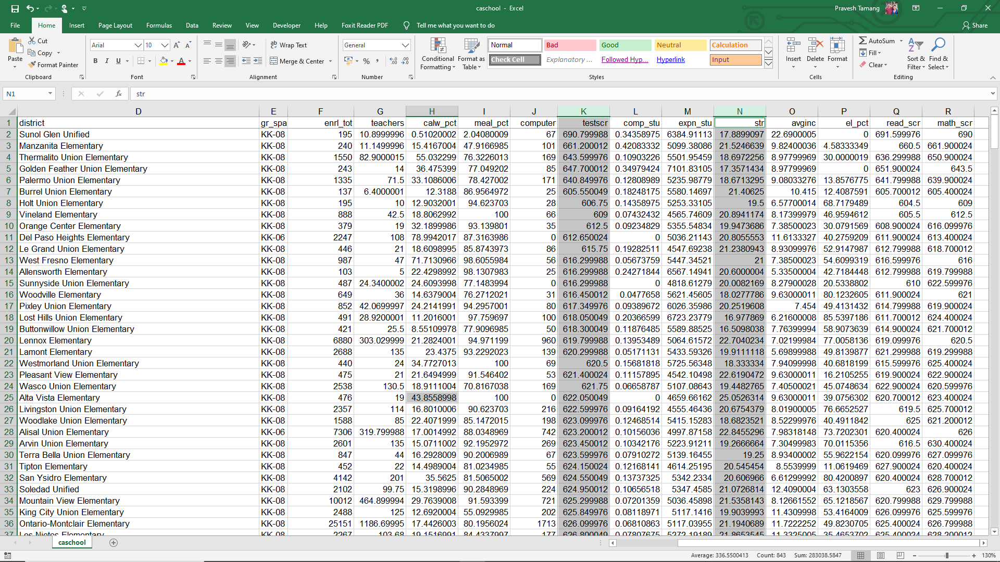 caschool - Excel
Pravesh Tamang
File Home Insert Page Layout Formulas Data Review View Developer Help Foxit Reader PDF Tell me what you want to do Share
Cut
Copy
Format Painter
Paste
Clipboard
Arial 10
B I U
Font
Wrap Text
Merge & Center
Alignment
General
Number
Conditional Formatting
Format as Table
Normal Bad Good Neutral Calculation
Check Cell Explanatory ... Followed Hyp... Hyperlink Input
Styles
Insert Delete Format
Cells
AutoSum
Fill
Clear
Sort & Filter
Find & Select
Editing
N1 fx str
D E F G H I J K L M N O P Q R
1 district gr_spa enrl_tot teachers calw_pct meal_pct computer testscr comp_stu expn_stu str avginc el_pct read_scr math_scr
2 Sunol Glen Unified KK-08 195 10.8999996 0.51020002 2.04080009 67 690.799988 0.34358975 6384.91113 17.8899097 22.6900005 0 691.599976 690
3 Manzanita Elementary KK-08 240 11.1499996 15.4167004 47.9166985 101 661.200012 0.42083332 5099.38086 21.5246639 9.82400036 4.58333349 660.5 661.900024
4 Thermalito Union Elementary KK-08 1550 82.9000015 55.032299 76.3226013 169 643.599976 0.10903226 5501.95459 18.6972256 8.97799969 30.0000019 636.299988 650.900024
5 Golden Feather Union Elementary KK-08 243 14 36.475399 77.049202 85 647.700012 0.34979424 7101.83105 17.3571434 8.97799969 0 651.900024 643.5
6 Palermo Union Elementary KK-08 1335 71.5 33.1086006 78.427002 171 640.849976 0.12808989 5235.98779 18.6713295 9.08033276 13.8576775 641.799988 639.900024
7 Burrel Union Elementary KK-08 137 6.4000001 12.3188 86.9564972 25 605.550049 0.18248175 5580.14697 21.40625 10.415 12.4087591 605.700012 605.400024
8 Holt Union Elementary KK-08 195 10 12.9032001 94.623703 28 606.75 0.14358975 5253.33105 19.5 6.57700014 68.7179489 604.5 609
9 Vineland Elementary KK-08 888 42.5 18.8062992 100 66 609 0.07432432 4565.74609 20.8941174 8.17399979 46.9594612 605.5 612.5
10 Orange Center Elementary KK-08 379 19 32.1899986 93.139801 35 612.5 0.09234829 5355.54834 19.9473686 7.38500023 30.0791569 608.900024 616.099976
11 Del Paso Heights Elementary KK-06 2247 108 78.9942017 87.3163986 0 612.650024 0 5036.21143 20.8055553 11.6133327 40.2759209 611.900024 613.400024
12 Le Grand Union Elementary KK-08 446 21 18.6098995 85.8743973 86 615.75 0.19282511 4547.69238 21.2380943 8.93099976 52.9147987 612.799988 618.700012
13 West Fresno Elementary KK-08 987 47 71.7130966 98.6055984 56 616.299988 0.05673759 5447.34521 21 7.38500023 54.6099319 616.599976 616
14 Allensworth Elementary KK-08 103 5 22.4298992 98.1307983 25 616.299988 0.24271844 6567.14941 20.6000004 5.33500004 42.7184448 612.799988 619.799988
15 Sunnyside Union Elementary KK-08 487 24.3400002 24.6093998 77.1483994 0 616.299988 0 4818.61279 20.0082169 8.27900028 20.5338802 610 622.599976
16 Woodville Elementary KK-08 649 36 14.6379004 76.2712021 31 616.450012 0.0477658 5621.45605 18.0277786 9.63000011 80.1232605 611.900024 621
17 Pixley Union Elementary KK-08 852 42.0699997 24.2141991 94.2957001 80 617.349976 0.09389672 6026.35986 20.2519608 7.454 49.4131432 614.799988 619.900024
18 Lost Hills Union Elementary KK-08 491 28.9200001 11.2016001 97.759697 100 618.050049 0.20366599 6723.23779 16.977869 6.21600008 85.5397186 611.700012 624.400024
19 Buttonwillow Union Elementary KK-08 421 25.5 8.55109978 77.9096985 50 618.300049 0.11876485 5589.88525 16.5098038 7.76399994 58.9073639 614.900024 621.700012
20 Lennox Elementary KK-08 6880 303.029999 21.2824001 94.971199 960 619.799988 0.13953489 5064.61572 22.7040234 7.02199984 77.0058136 619.099976 620.5
21 Lamont Elementary KK-08 2688 135 23.4375 93.2292023 139 620.299988 0.05171131 5433.59326 19.9111118 5.69899988 49.8139877 621.299988 619.299988
22 Westmorland Union Elementary KK-08 440 24 34.7727013 100 69 620.5 0.15681818 5725.56348 18.333334 7.94099998 40.6818199 615.599976 625.400024
23 Pleasant View Elementary KK-08 475 21 21.6494999 91.546402 53 621.400024 0.11157895 4542.10498 22.6190472 9.63000011 16.2105255 619.900024 622.900024
24 Wasco Union Elementary KK-08 2538 130.5 18.9111004 70.8167038 169 621.75 0.06658787 5107.08643 19.4482765 7.40500021 45.0748634 622.900024 620.599976
25 Alta Vista Elementary KK-08 476 19 43.8558998 100 0 622.050049 0 4659.66162 25.0526314 9.63000011 39.0756302 620.700012 623.400024
26 Livingston Union Elementary KK-08 2357 114 16.8010006 90.623703 216 622.599976 0.09164192 4555.46436 20.6754379 8.01900005 76.6652527 619.5 625.700012
27 Woodlake Union Elementary KK-08 1588 85 22.4071999 85.1472015 198 623.099976 0.12468514 5415.15283 18.6823521 8.52299976 40.4911842 625 621.200012
28 Alisal Union Elementary KK-06 7306 319.799988 17.0014992 88.0348969 742 623.200012 0.10156036 4997.87158 22.8455296 7.98318148 73.7202301 620.400024 626
29 Arvin Union Elementary KK-08 2601 135 15.0711002 92.1952972 269 623.450012 0.10342176 5223.91211 19.2666664 7.30499983 70.0115356 616.5 630.400024
30 Terra Bella Union Elementary KK-08 847 44 16.2928009 90.2006989 67 623.599976 0.07910272 5139.16455 19.25 8.93400002 55.9622154 620.099976 627.099976
31 Tipton Elementary KK-08 452 22 14.4989004 81.0234985 55 624.150024 0.12168141 4614.25195 20.545454 8.5539999 11.0619469 627.900024 620.400024
32 San Ysidro Elementary KK-08 4142 201 35.5625 81.5065002 569 624.550049 0.13737325 5342.2334 20.606966 6.61299992 80.4200897 620.400024 628.700012
33 Soledad Unified KK-08 2102 99.75 15.3198996 90.2848969 224 624.950012 0.10656518 5347.4585 21.0726814 12.4090004 63.1303558 623 626.900024
34 Mountain View Elementary KK-08 10012 464.899994 29.7639008 91.593399 721 625.299988 0.07201359 5036.45898 21.5358143 8.12661552 65.1218567 620.799988 629.799988
35 King City Union Elementary KK-08 2488 125 12.6920004 55.0929985 202 625.849976 0.08118971 5117.1416 19.9039993 11.4309998 53.4164009 626.099976 625.599976
36 Ontario-Montclair Elementary KK-08 25151 1186.69995 17.4426003 80.1956024 1713 626.099976 0.06810863 5117.03955 21.1940689 11.7222252 49.8230705 625.400024 626.799988
37 Los Nietos Elementary KK-08 2267 103.68 19.1516991 84.4337997 177 626.800049 0.07807675 5272.19189 21.8653545 11.3325005 35.4653702 625.400024 628.200012
caschool
Average: 336.5500413 Count: 843 Sum: 283038.5847 130%